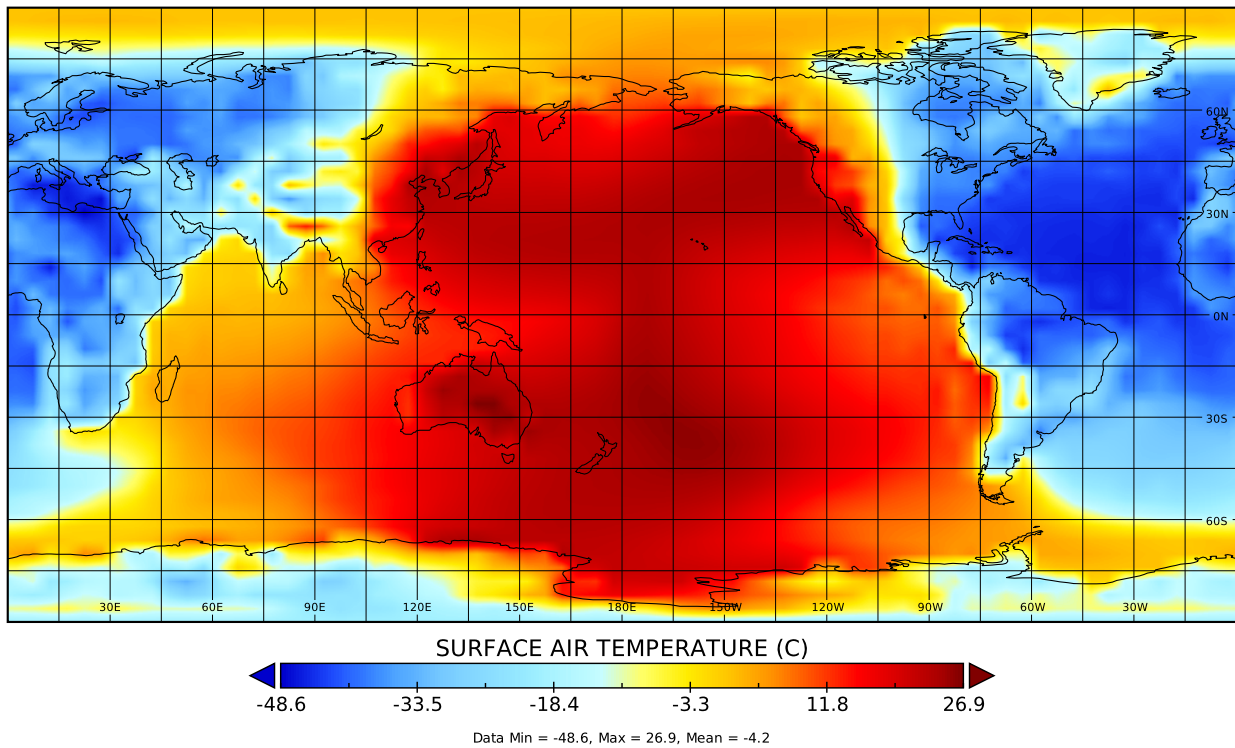 60N
30N
0N
30S
60S
30E 60E 90E 120E 150E 180E 150W 120W 90W 60W 30W
SURFACE AIR TEMPERATURE (C)
-48.6 -33.5 -18.4 -3.3 11.8 26.9
Data Min = -48.6, Max = 26.9, Mean = -4.2